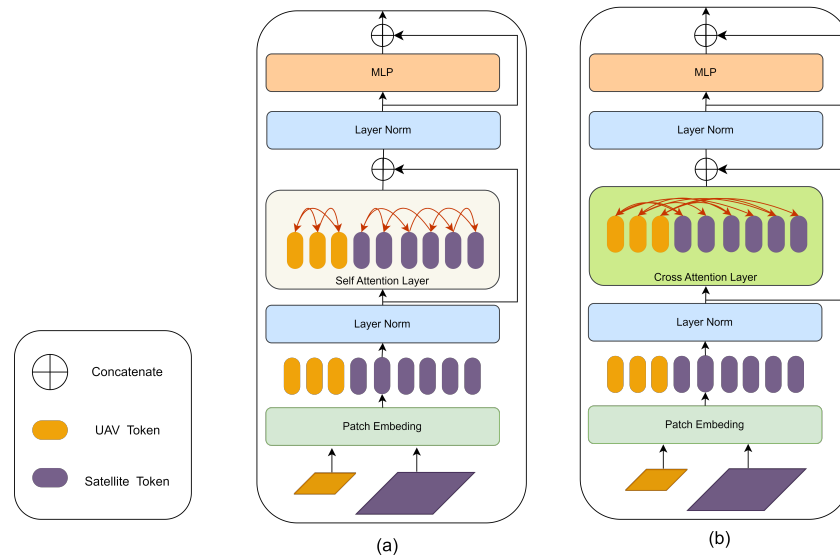 Concatenate
UAV Token
Satellite Token
MLP
Layer Norm
Self Attention Layer
Layer Norm
Patch Embeding
(a)
MLP
Layer Norm
Cross Attention Layer
Layer Norm
Patch Embeding
(b)